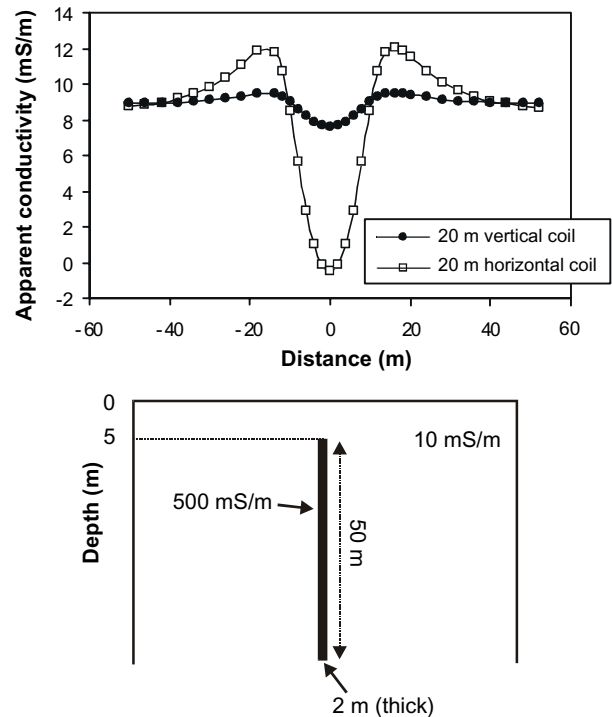 Apparent conductivity (mS/m)
14
12
10
8
6
4
2
0
-2
-60
-40
-20
0
20
40
60
20 m vertical coil
20 m horizontal coil
Distance (m)
Depth (m)
0
5
10 mS/m
500 mS/m
50 m
2 m (thick)